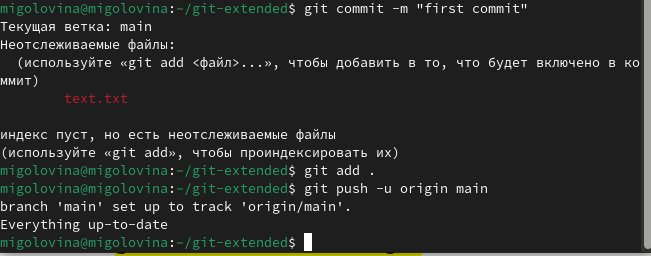 migolovina@migolovina:~/git-extended$ git commit -m "first commit"
Текущая ветка: main
Неотслеживаемые файлы:
  (используйте «git add <файл>...», чтобы добавить в то, что будет включено в ко
ммит)
        text.txt

индекс пуст, но есть неотслеживаемые файлы
(используйте «git add», чтобы проиндексировать их)
migolovina@migolovina:~/git-extended$ git add .
migolovina@migolovina:~/git-extended$ git push -u origin main
branch 'main' set up to track 'origin/main'.
Everything up-to-date
migolovina@migolovina:~/git-extended$